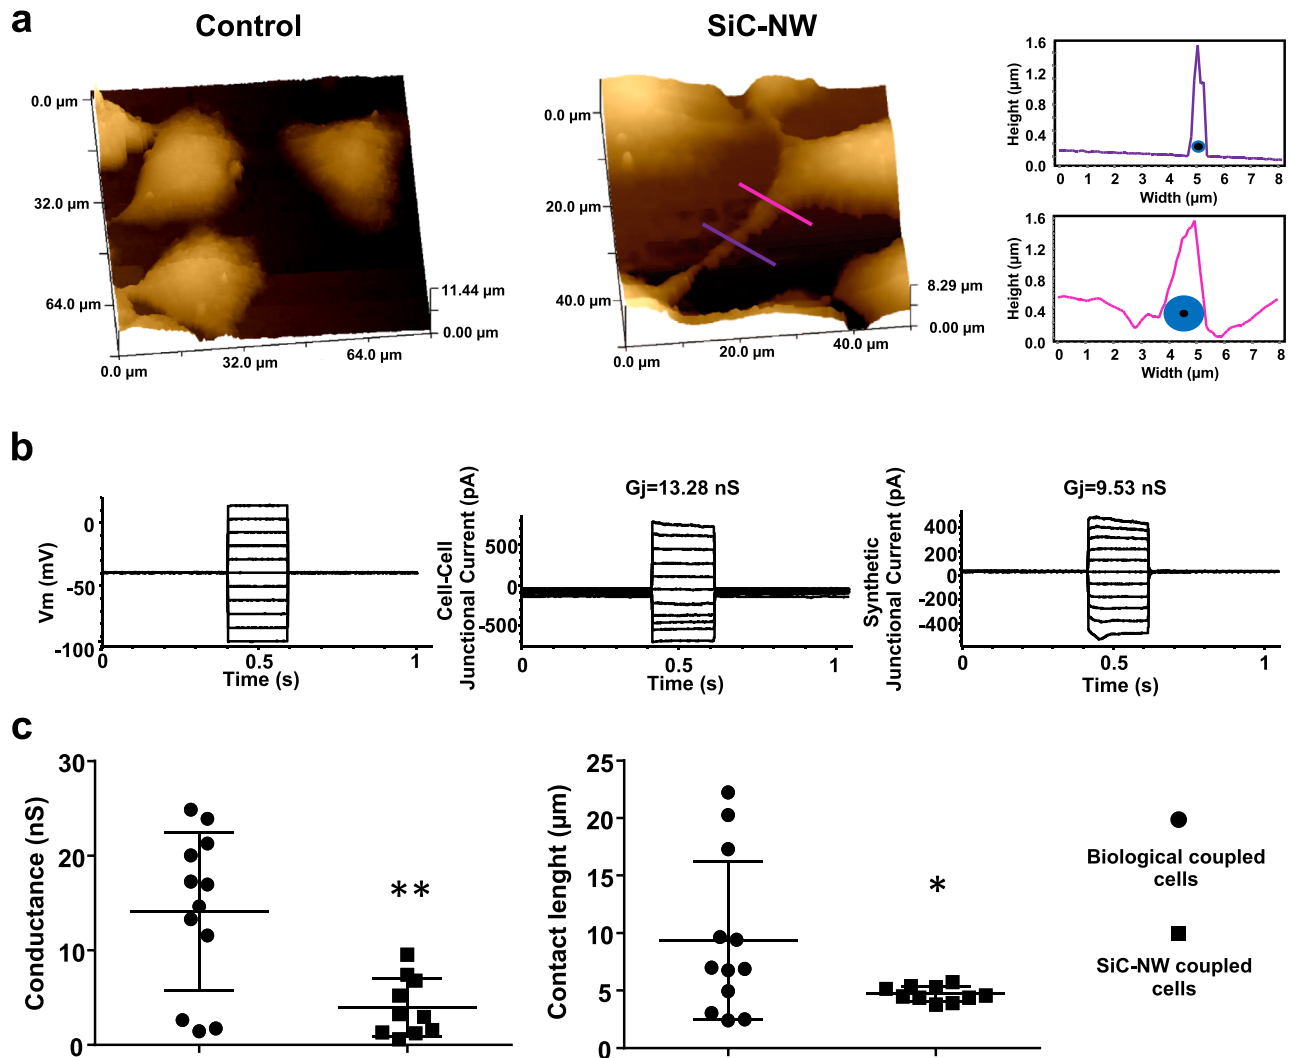 a
Control
SiC-NW
0.0 µm
32.0 µm
64.0 µm
0.0 µm
32.0 µm
64.0 µm
11.44 µm
0.00 µm
0.0 µm
20.0 µm
40.0 µm
0.0 µm
20.0 µm
40.0 µm
8.29 µm
0.00 µm
Height (µm)
1.6
1.2
0.8
0.4
0.0
0 1 2 3 4 5 6 7 8
Width (µm)
Height (µm)
1.6
1.2
0.8
0.4
0.0
0 1 2 3 4 5 6 7 8
Width (µm)
b
Vm (mV)
0
-50
-100
0 0.5 1
Time (s)
Cell-Cell
Junctional Current (pA)
Gj=13.28 nS
500
0
-500
0 0.5 1
Time (s)
Synthetic
Junctional Current (pA)
Gj=9.53 nS
400
200
0
-200
-400
0 0.5 1
Time (s)
c
Conductance (nS)
30
20
10
0
**
Contact lenght (µm)
25
20
15
10
5
0
*
Biological coupled
cells
SiC-NW coupled
cells